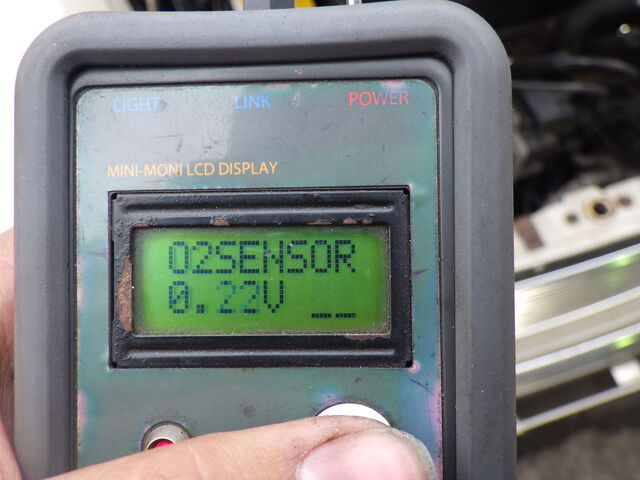 LIGHT LINK POWER
MINI-MONI LCD DISPLAY
O2SENSOR
0.22V